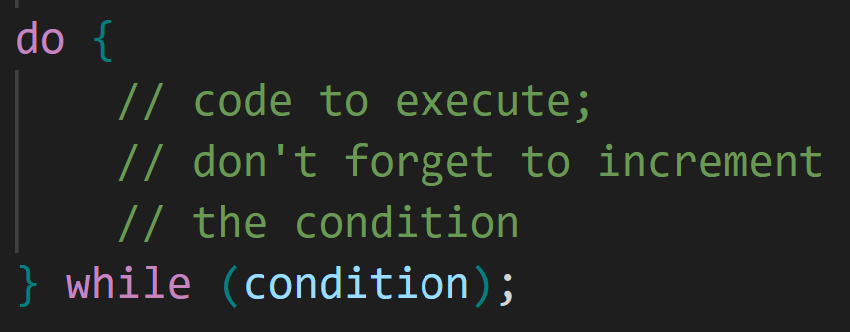 do {
    // code to execute;
    // don't forget to increment
    // the condition
} while (condition);